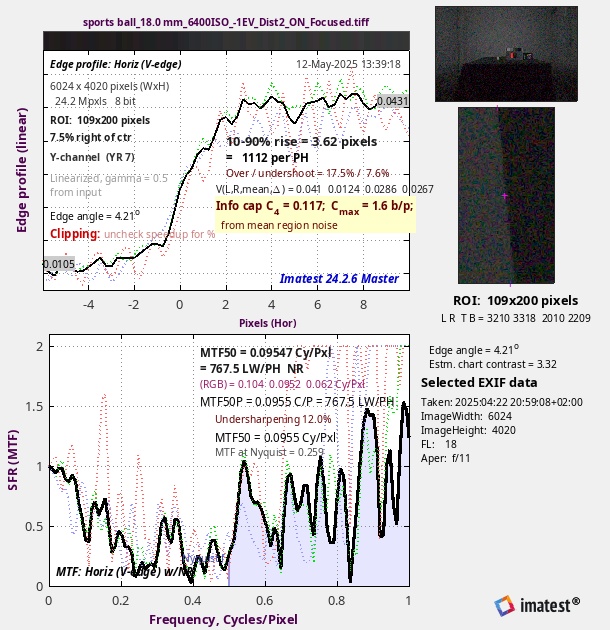 sports ball_18.0 mm_6400ISO_-1EV_Dist2_ON_Focused.tiff
Edge profile: Horiz (V-edge)
12-May-2025 13:39:18
6024 x 4020 pixels (WxH)
24.2 Mpxls   8 bit
ROI:  109x200 pixels
7.5% right of ctr
Y-channel  (YR 7)
Linearized, gamma = 0.5
from input
Edge angle = 4.21o
Clipping: uncheck speedup for %
0.0431
0.0105
10-90% rise = 3.62 pixels
=   1112 per PH
Over / undershoot = 17.5% /  7.6%
V(L,R,mean,Δ) = 0.041  0.0124  0.0286  0.0267
Info cap C4 = 0.117;  Cmax = 1.6 b/p;
from mean region noise
Imatest 24.2.6 Master
Edge profile (linear)
-4 -2 0 2 4 6 8
Pixels (Hor)
ROI:  109x200 pixels
L R  T B = 3210 3318  2010 2209
Edge angle = 4.21o
Estm. chart contrast = 3.32
Selected EXIF data
Taken: 2025:04:22 20:59:08+02:00
ImageWidth:  6024
ImageHeight:  4020
FL:   18
Aper:  f/11
MTF50 = 0.09547 Cy/Pxl
= 767.5 LW/PH  NR
(RGB) = 0.104  0.0952  0.062 Cy/Pxl
MTF50P = 0.0955 C/P = 767.5 LW/PH
Undersharpening 12.0%
MTF50 = 0.0955 Cy/Pxl
MTF at Nyquist = 0.259
Nyquist f
MTF: Horiz (V-edge) w/NR
SFR (MTF)
2
1.5
1
0.5
0
0 0.2 0.4 0.6 0.8 1
Frequency, Cycles/Pixel
imatest®